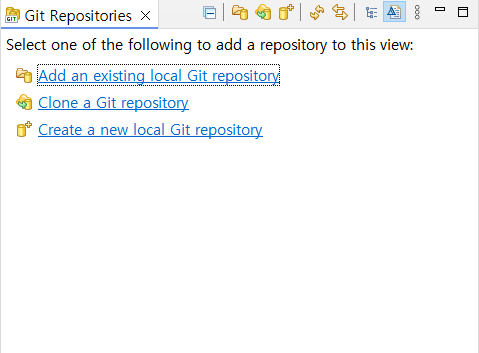 Git Repositories
Select one of the following to add a repository to this view:
Add an existing local Git repository
Clone a Git repository
Create a new local Git repository